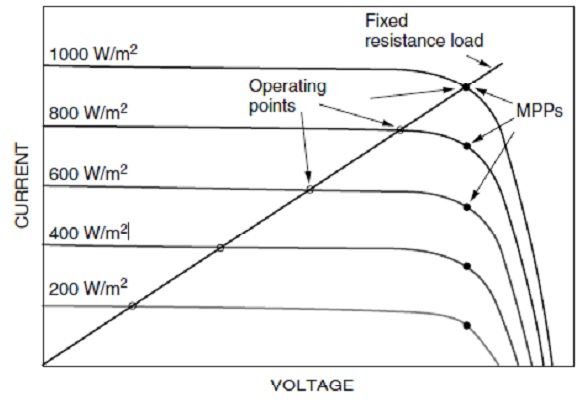 Fixed
resistance load
1000 W/m²
Operating
points
800 W/m²
MPPs
600 W/m²
400 W/m²
200 W/m²
CURRENT
VOLTAGE